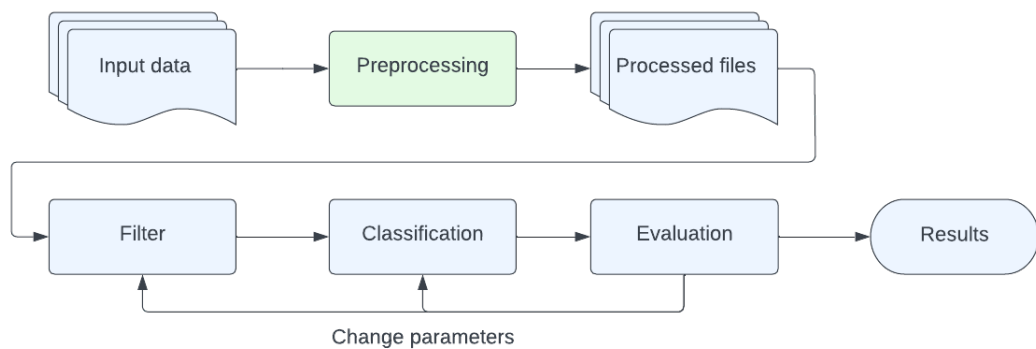 Input data
Preprocessing
Processed files
Filter
Classification
Evaluation
Results
Change parameters